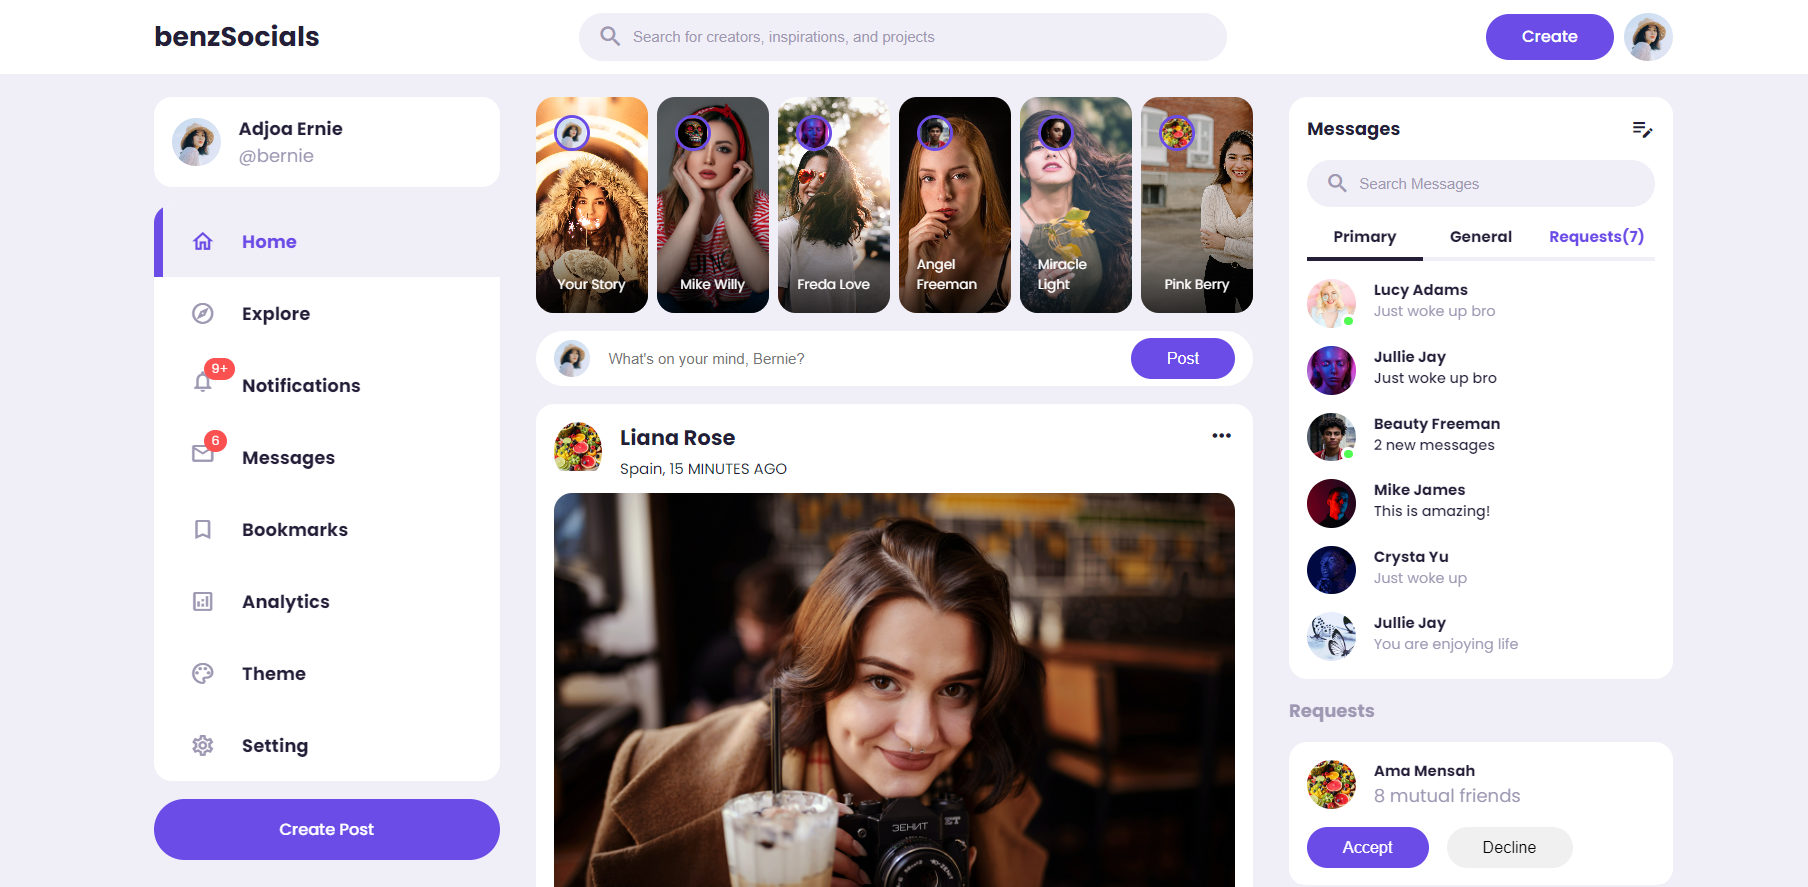 benzSocials
Search for creators, inspirations, and projects
Create
Adjoa Ernie
@bernie
Home
Explore
9+
Notifications
6
Messages
Bookmarks
Analytics
Theme
Setting
Create Post
Your Story
Mike Willy
Freda Love
Angel
Freeman
Miracle
Light
Pink Berry
What's on your mind, Bernie?
Post
Liana Rose
Spain, 15 MINUTES AGO
ЗЕНИТ
Messages
Search Messages
Primary
General
Requests(7)
Lucy Adams
Just woke up bro
Jullie Jay
Just woke up bro
Beauty Freeman
2 new messages
Mike James
This is amazing!
Crysta Yu
Just woke up
Jullie Jay
You are enjoying life
Requests
Ama Mensah
8 mutual friends
Accept
Decline